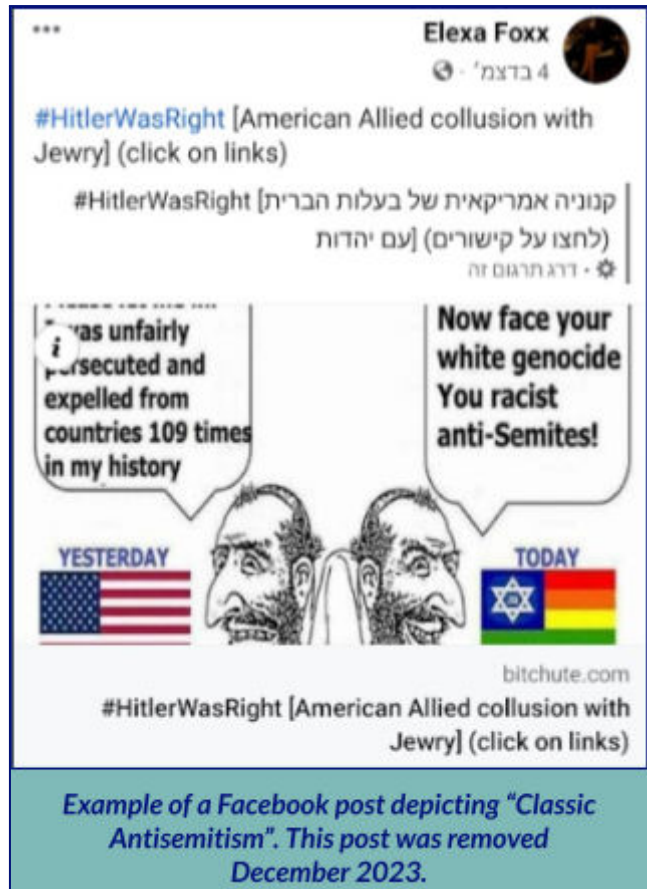 Elexa Foxx
4 בדצמ׳
#HitlerWasRight [American Allied collusion with
Jewry] (click on links)
קנוניה אמריקאית של בעלות הברית] #HitlerWasRight
עם יהדות] (לחצו על קישורים)
דרג תרגום זה
was unfairly
persecuted and
expelled from
countries 109 times
in my history
Now face your
white genocide
You racist
anti-Semites!
YESTERDAY
TODAY
bitchute.com
#HitlerWasRight [American Allied collusion with
Jewry] (click on links)
Example of a Facebook post depicting “Classic
Antisemitism”. This post was removed
December 2023.